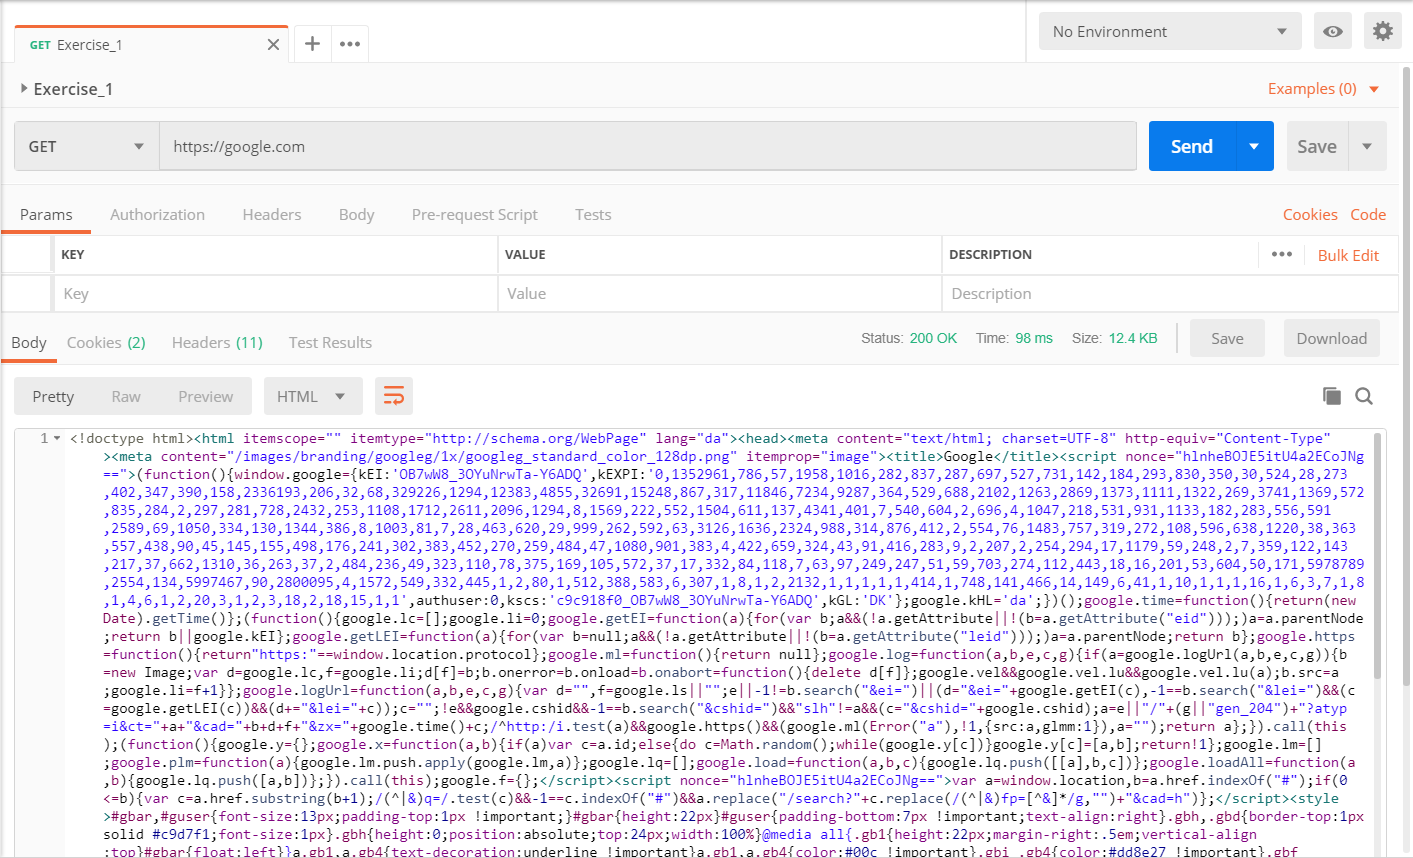 GET Exercise_1
No Environment
Exercise_1
Examples (0)
GET
https://google.com
Send
Save
Params Authorization Headers Body Pre-request Script Tests
Cookies Code
KEY VALUE DESCRIPTION
Bulk Edit
Key Value Description
Body Cookies (2) Headers (11) Test Results
Status: 200 OK Time: 98 ms Size: 12.4 KB
Save Download
Pretty Raw Preview HTML
1 <!doctype html><html itemscope="" itemtype="http://schema.org/WebPage" lang="da"><head><meta content="text/html; charset=UTF-8" http-equiv="Content-Type"
><meta content="/images/branding/googleg/1x/googleg_standard_color_128dp.png" itemprop="image"><title>Google</title><script nonce="hlnheBOJE5itU4a2ECoJNg
==">(function(){window.google={kEI:'OB7wW8_3OYuNrwTa-Y6ADQ',kEXPI:'0,1352961,786,57,1958,1016,282,837,287,697,527,731,142,184,293,830,350,30,524,28,273
,402,347,390,158,2336193,206,32,68,329226,1294,12383,4855,32691,15248,867,317,11846,7234,9287,364,529,688,2102,1263,2869,1373,1111,1322,269,3741,1369,572
,835,284,2,297,281,728,2432,253,1108,1712,2611,2096,1294,8,1569,222,552,1504,611,137,4341,401,7,540,604,2,696,4,1047,218,531,931,1133,182,283,556,591
,2589,69,1050,334,130,1344,386,8,1003,81,7,28,463,620,29,999,262,592,63,3126,1636,2324,988,314,876,412,2,554,76,1483,757,319,272,108,596,638,1220,38,363
,557,438,90,45,145,155,498,176,241,302,383,452,270,259,484,47,1080,901,383,4,422,659,324,43,91,416,283,9,2,207,2,254,294,17,1179,59,248,2,7,359,122,143
,217,37,662,1310,36,263,37,2,484,236,49,323,110,78,375,169,105,572,37,17,332,84,118,7,63,97,249,247,51,59,703,274,112,443,18,16,201,53,604,50,171,5978789
,2554,134,5997467,90,2800095,4,1572,549,332,445,1,2,80,1,512,388,583,6,307,1,8,1,2,2132,1,1,1,1,1,414,1,748,141,466,14,149,6,41,1,10,1,1,1,16,1,6,3,7,1,8
,1,4,6,1,2,20,3,1,2,3,18,2,18,15,1,1',authuser:0,kscs:'c9c918f0_OB7wW8_3OYuNrwTa-Y6ADQ',kGL:'DK'};google.kHL='da';})();google.time=function(){return(new
Date).getTime()};(function(){google.lc=[];google.li=0;google.getEI=function(a){for(var b;a&&(!a.getAttribute||!(b=a.getAttribute("eid")));)a=a.parentNode
;return b||google.kEI};google.getLEI=function(a){for(var b=null;a&&(!a.getAttribute||!(b=a.getAttribute("leid")));)a=a.parentNode;return b};google.https
=function(){return"https:"==window.location.protocol};google.ml=function(){return null};google.log=function(a,b,e,c,g){if(a=google.logUrl(a,b,e,c,g)){b
=new Image;var d=google.lc,f=google.li;d[f]=b;b.onerror=b.onload=b.onabort=function(){delete d[f]};google.vel&&google.vel.lu&&google.vel.lu(a);b.src=a
;google.li=f+1}};google.logUrl=function(a,b,e,c,g){var d="",f=google.ls||"";e||-1!=b.search("&ei=")||(d="&ei="+google.getEI(c),-1==b.search("&lei=")&&(c
=google.getLEI(c))&&(d+="&lei="+c));c="";!e&&google.cshid&&-1==b.search("&cshid=")&&"slh"!=a&&(c="&cshid="+google.cshid);a=e||"/"+(g||"gen_204")+"?atyp
=i&ct="+a+"&cad="+b+d+f+"&zx="+google.time()+c;/^http:/i.test(a)&&google.https()&&(google.ml(Error("a"),!1,{src:a,glmm:1}),a="");return a};}).call(this
);(function(){google.y={};google.x=function(a,b){if(a)var c=a.id;else{do c=Math.random();while(google.y[c])}google.y[c]=[a,b];return!1};google.lm=[]
;google.plm=function(a){google.lm.push.apply(google.lm,a)};google.lq=[];google.load=function(a,b,c){google.lq.push([[a],b,c])};google.loadAll=function(a
,b){google.lq.push([a,b])};}).call(this);google.f={};</script><script nonce="hlnheBOJE5itU4a2ECoJNg==">var a=window.location,b=a.href.indexOf("#");if(0
<=b){var c=a.href.substring(b+1);/(^|&)q=/.test(c)&&-1==c.indexOf("#")&&a.replace("/search?"+c.replace(/(^|&)fp=[^&]*/g,"")+"&cad=h")};</script><style
>#gbar,#guser{font-size:13px;padding-top:1px !important;}#gbar{height:22px}#guser{padding-bottom:7px !important;text-align:right}.gbh,.gbd{border-top:1px
solid #c9d7f1;font-size:1px}.gbh{height:0;position:absolute;top:24px;width:100%}@media all{.gb1{height:22px;margin-right:.5em;vertical-align
:top}#gbar{float:left}}a.gb1,a.gb4{text-decoration:underline !important}a.gb1,a.gb4{color:#00c !important}.gbi .gb4{color:#dd8e27 !important}.gbf